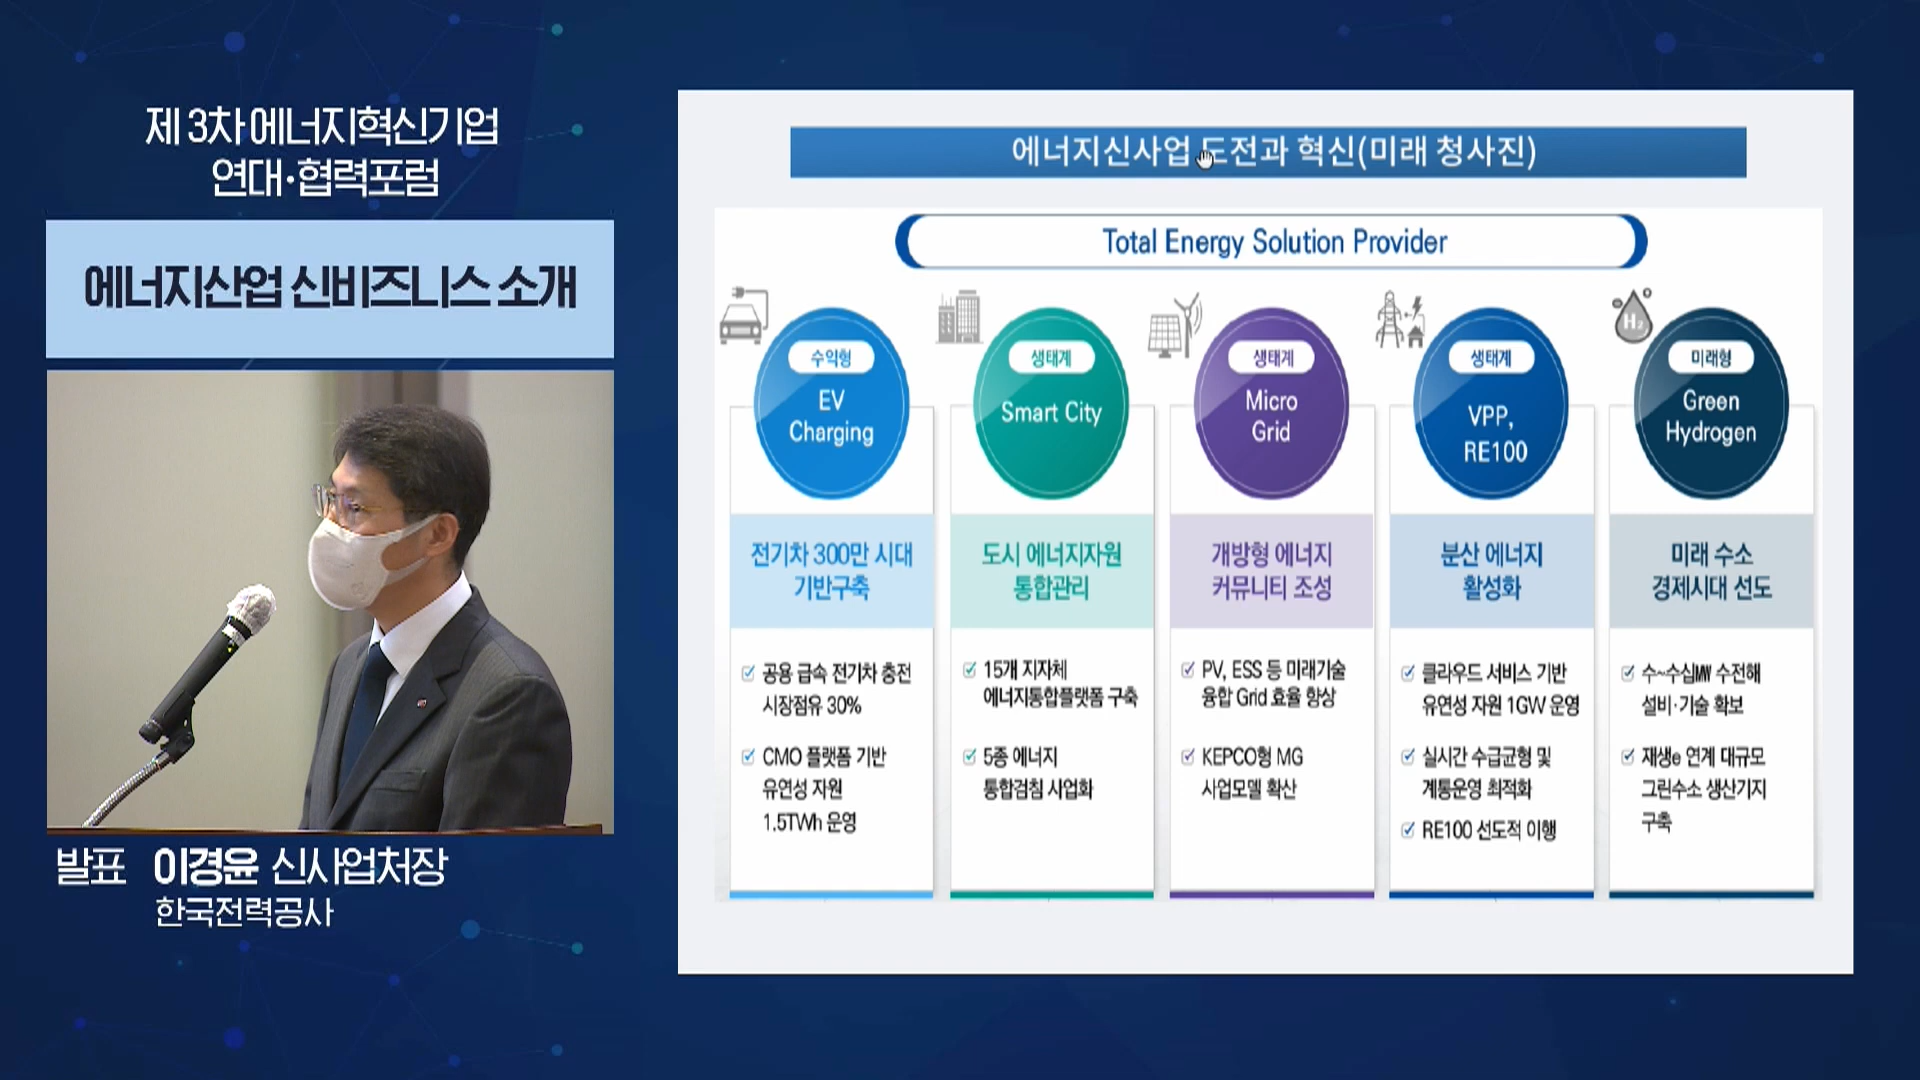 제 3차 에너지혁신기업
연대·협력포럼
에너지산업 신비즈니스 소개
발표 이경윤 신사업처장
한국전력공사
에너지신사업 도전과 혁신(미래 청사진)
Total Energy Solution Provider
수익형
EV
Charging
전기차 300만 시대
기반구축
공용 급속 전기차 충전
시장점유 30%
CMO 플랫폼 기반
유연성 자원
1.5TWh 운영
생태계
Smart City
도시 에너지자원
통합관리
15개 지자체
에너지통합플랫폼 구축
5종 에너지
통합검침 사업화
생태계
Micro
Grid
개방형 에너지
커뮤니티 조성
PV, ESS 등 미래기술
융합 Grid 효율 향상
KEPCO형 MG
사업모델 확산
생태계
VPP,
RE100
분산 에너지
활성화
클라우드 서비스 기반
유연성 자원 1GW 운영
실시간 수급균형 및
계통운영 최적화
RE100 선도적 이행
H₂
미래형
Green
Hydrogen
미래 수소
경제시대 선도
수~수십㎿ 수전해
설비·기술 확보
재생e 연계 대규모
그린수소 생산기지
구축